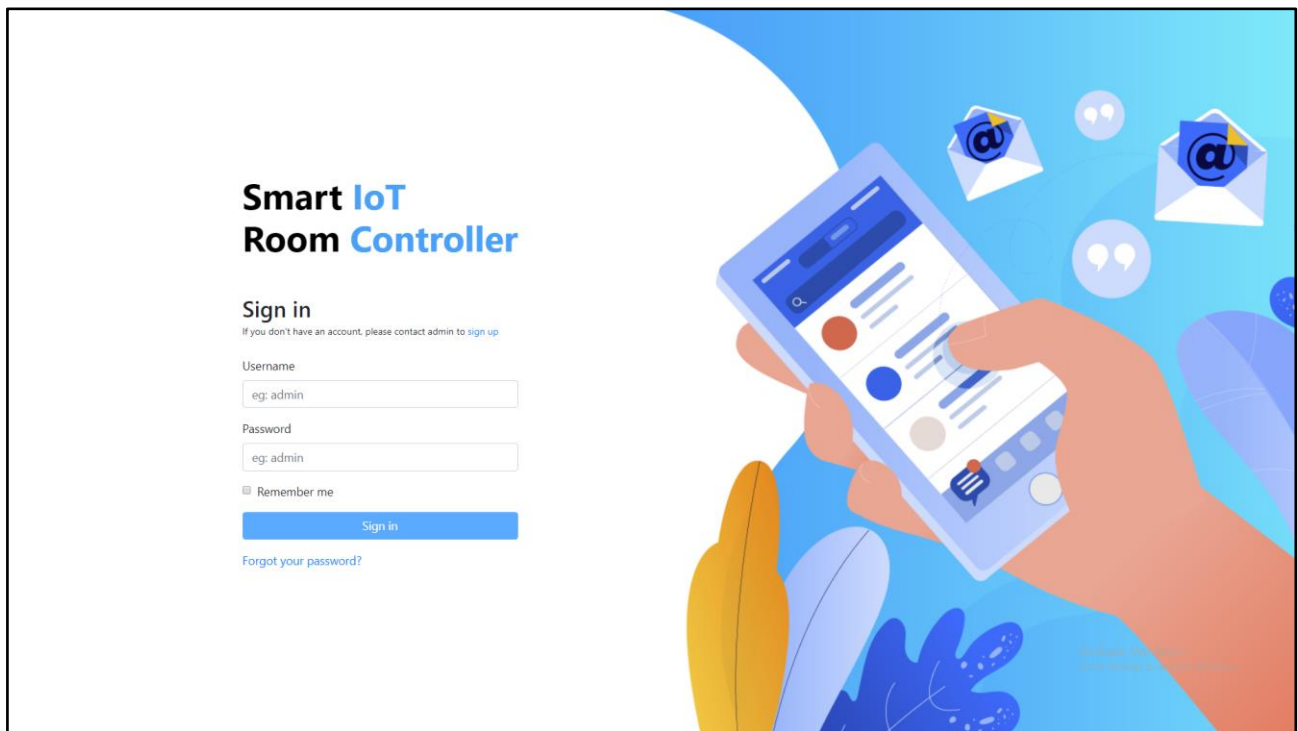 Smart IoT
Room Controller
Sign in
If you don't have an account, please contact admin to sign up
Username
eg: admin
Password
eg: admin
Remember me
Sign in
Forgot your password?
@
@